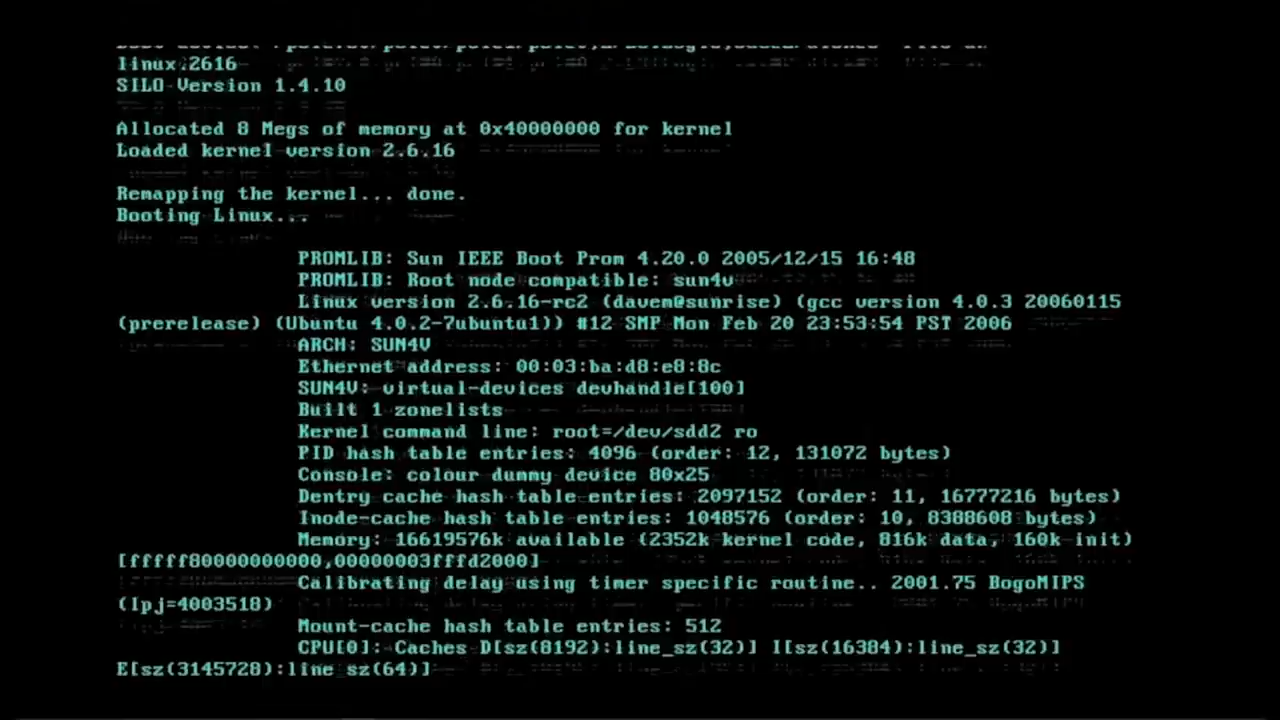 linux.2616
SILO Version 1.4.10
Allocated 8 Megs of memory at 0x40000000 for kernel
Loaded kernel version 2.6.16
Remapping the kernel... done.
Booting Linux...
PROMLIB: Sun IEEE Boot Prom 4.20.0 2005/12/15 16:48
PROMLIB: Root node compatible: sun4v
Linux version 2.6.16-rc2 (davem@sunrise) (gcc version 4.0.3 20060115
(prerelease) (Ubuntu 4.0.2-7ubuntu1)) #12 SMP Mon Feb 20 23:53:54 PST 2006
ARCH: SUN4V
Ethernet address: 00:03:ba:d8:e8:8c
SUN4V: virtual-devices devhandle[100]
Built 1 zonelists
Kernel command line: root=/dev/sdd2 ro
PID hash table entries: 4096 (order: 12, 131072 bytes)
Console: colour dummy device 80x25
Dentry cache hash table entries: 2097152 (order: 11, 16777216 bytes)
Inode-cache hash table entries: 1048576 (order: 10, 8388608 bytes)
Memory: 16619576k available (2352k kernel code, 816k data, 160k init)
[fffff80000000000,00000003fffd2000]
Calibrating delay using timer specific routine.. 2001.75 BogoMIPS
(lpj=4003518)
Mount-cache hash table entries: 512
CPU[0]: Caches D[sz(8192):line_sz(32)] I[sz(16384):line_sz(32)]
E[sz(3145728):line_sz(64)]